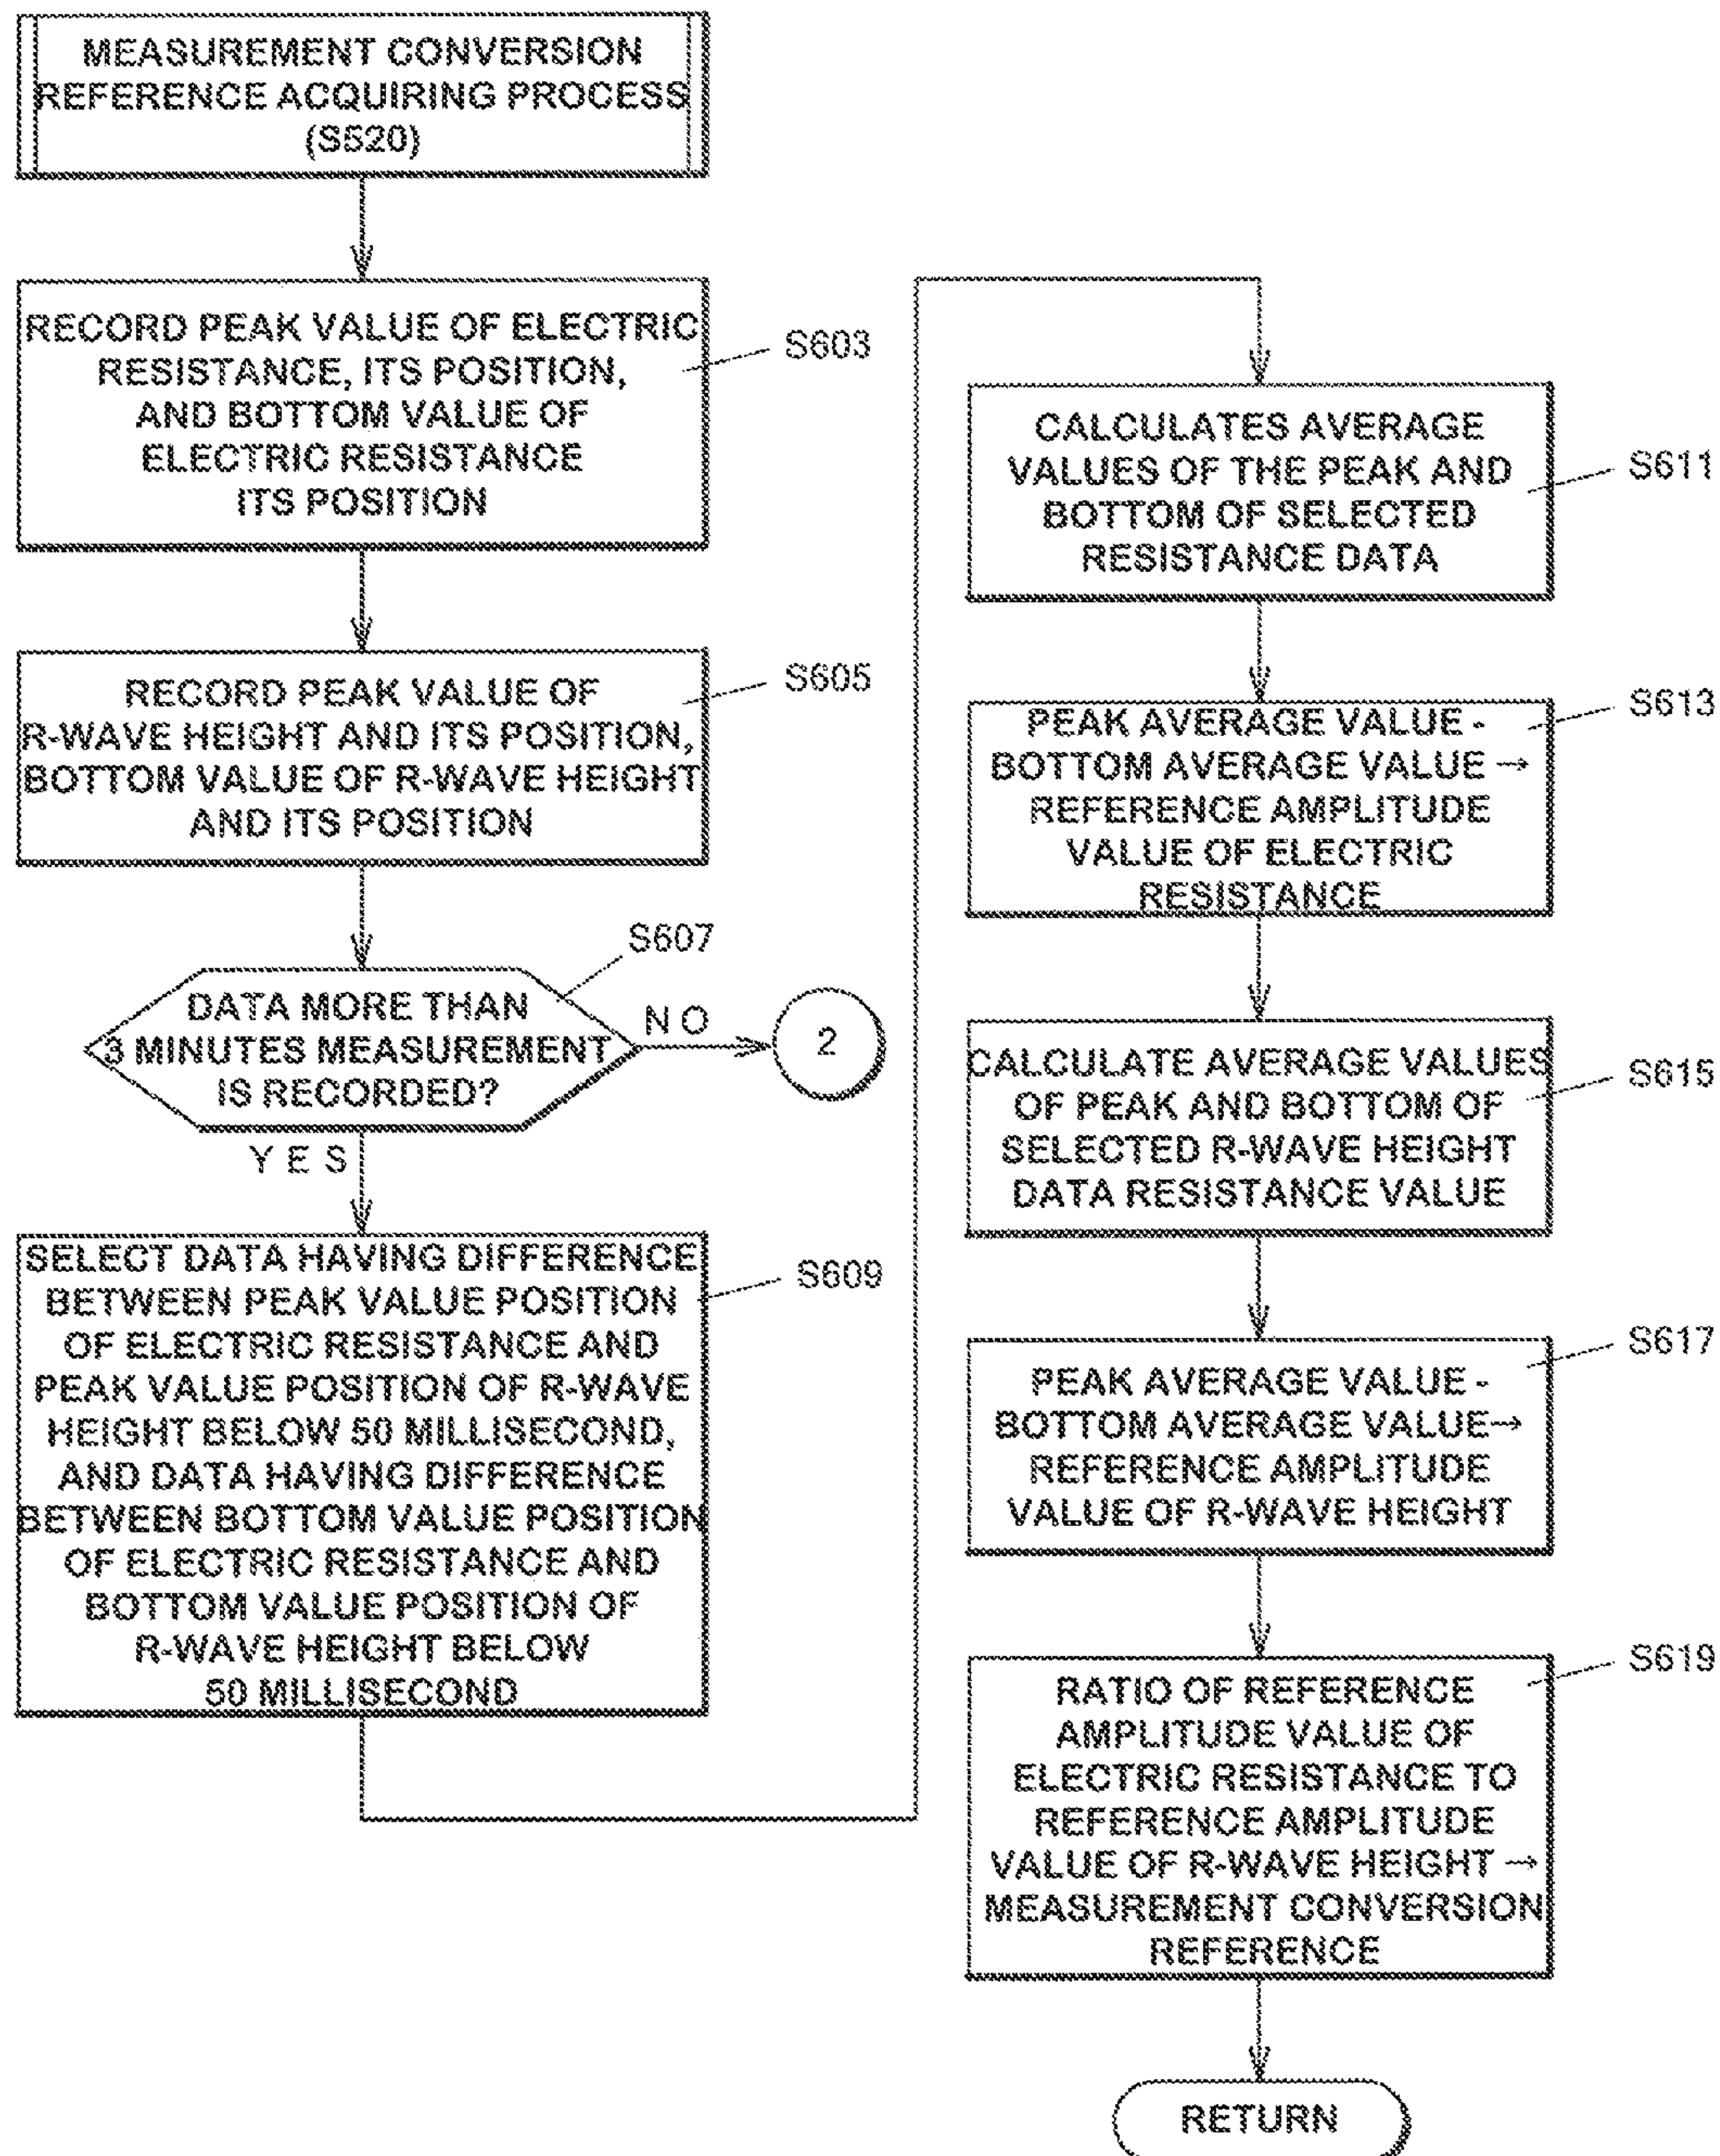 MEASUREMENT CONVERSION
REFERENCE ACQUIRING PROCESS
(S520)
RECORD PEAK VALUE OF ELECTRIC
RESISTANCE, ITS POSITION,
AND BOTTOM VALUE OF
ELECTRIC RESISTANCE
ITS POSITION
S603
RECORD PEAK VALUE OF
R-WAVE HEIGHT AND ITS POSITION,
BOTTOM VALUE OF R-WAVE HEIGHT
AND ITS POSITION
S605
S607
DATA MORE THAN
3 MINUTES MEASUREMENT
IS RECORDED?
NO
2
YES
SELECT DATA HAVING DIFFERENCE
BETWEEN PEAK VALUE POSITION
OF ELECTRIC RESISTANCE AND
PEAK VALUE POSITION OF R-WAVE
HEIGHT BELOW 50 MILLISECOND,
AND DATA HAVING DIFFERENCE
BETWEEN BOTTOM VALUE POSITION
OF ELECTRIC RESISTANCE AND
BOTTOM VALUE POSITION OF
R-WAVE HEIGHT BELOW
50 MILLISECOND
S609
CALCULATES AVERAGE
VALUES OF THE PEAK AND
BOTTOM OF SELECTED
RESISTANCE DATA
S611
PEAK AVERAGE VALUE -
BOTTOM AVERAGE VALUE →
REFERENCE AMPLITUDE
VALUE OF ELECTRIC
RESISTANCE
S613
CALCULATE AVERAGE VALUES
OF PEAK AND BOTTOM OF
SELECTED R-WAVE HEIGHT
DATA RESISTANCE VALUE
S615
PEAK AVERAGE VALUE -
BOTTOM AVERAGE VALUE→
REFERENCE AMPLITUDE
VALUE OF R-WAVE HEIGHT
S617
RATIO OF REFERENCE
AMPLITUDE VALUE OF
ELECTRIC RESISTANCE TO
REFERENCE AMPLITUDE
VALUE OF R-WAVE HEIGHT →
MEASUREMENT CONVERSION
REFERENCE
S619
RETURN